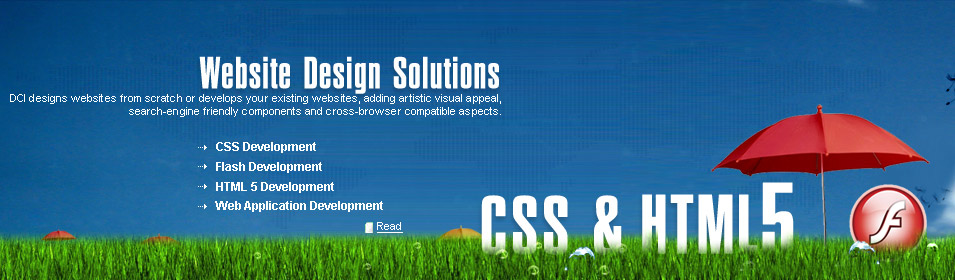 Website Design Solutions
DCI designs websites from scratch or develops your existing websites, adding artistic visual appeal,
search-engine friendly components and cross-browser compatible aspects.
CSS Development
Flash Development
HTML 5 Development
Web Application Development
Read
CSS & HTML5
f